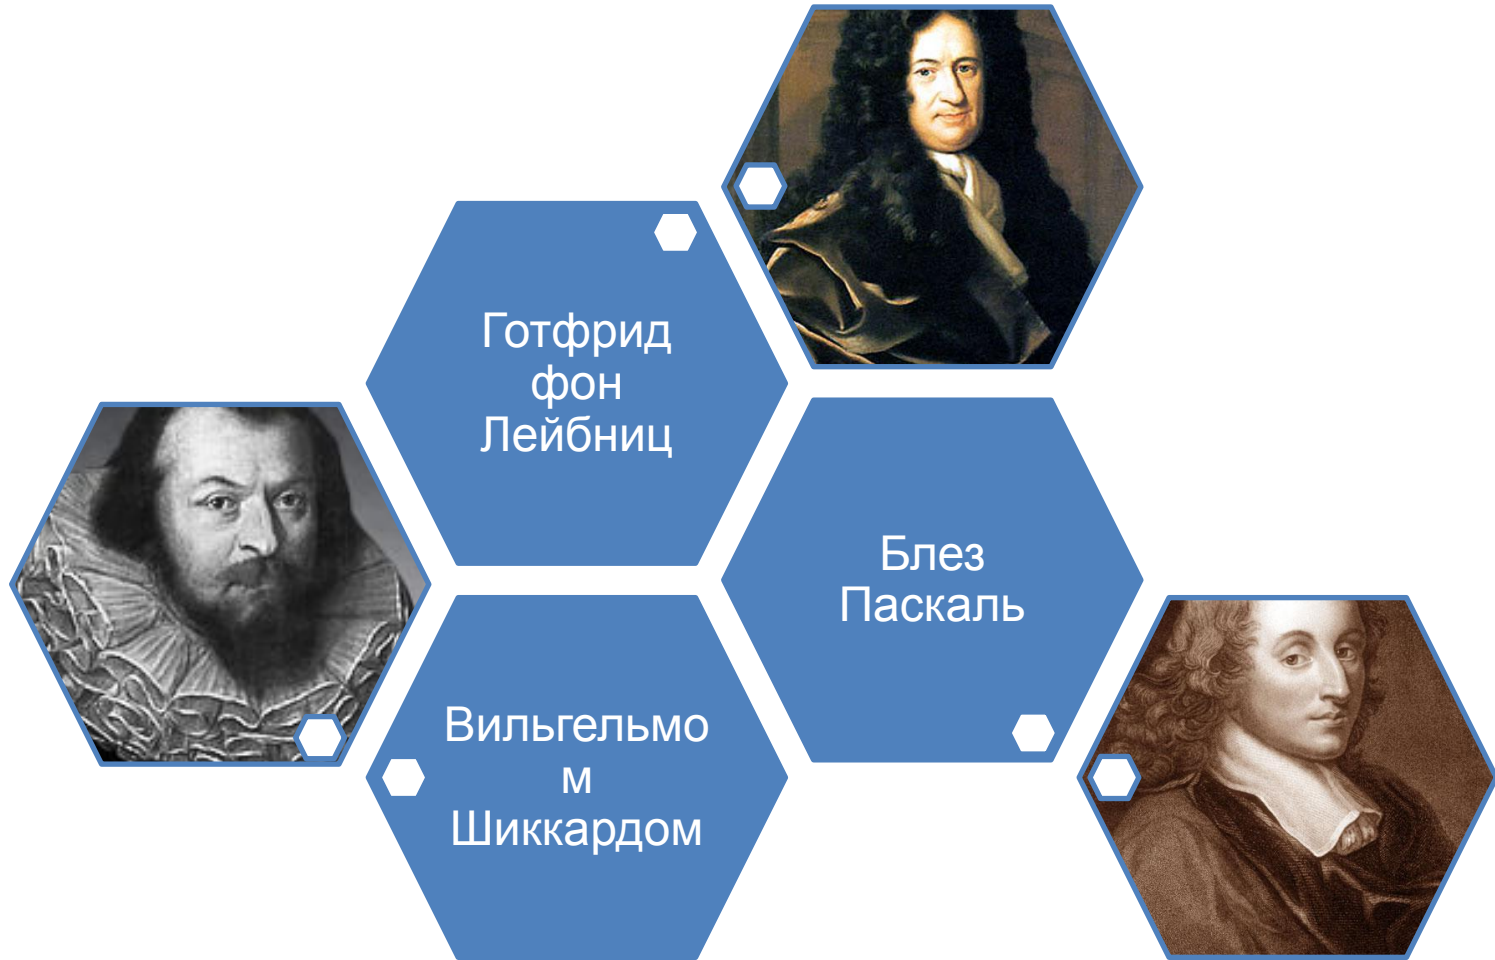 Готфрид
фон
Лейбниц
Блез
Паскаль
Вильгельмо
м
Шиккардом